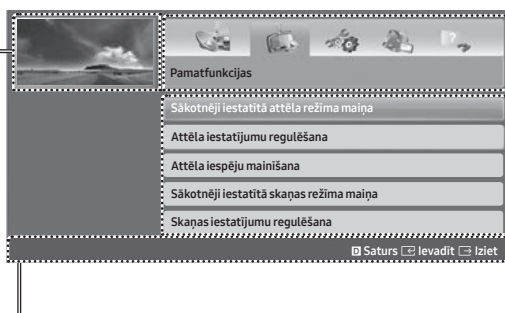 Pamatfunkcijas
Sākotnēji iestatītā attēla režīma maiņa
Attēla iestatījumu regulēšana
Attēla iespēju mainīšana
Sākotnēji iestatītā skaņas režīma maiņa
Skaņas iestatījumu regulēšana
D Saturs Ievadīt Iziet